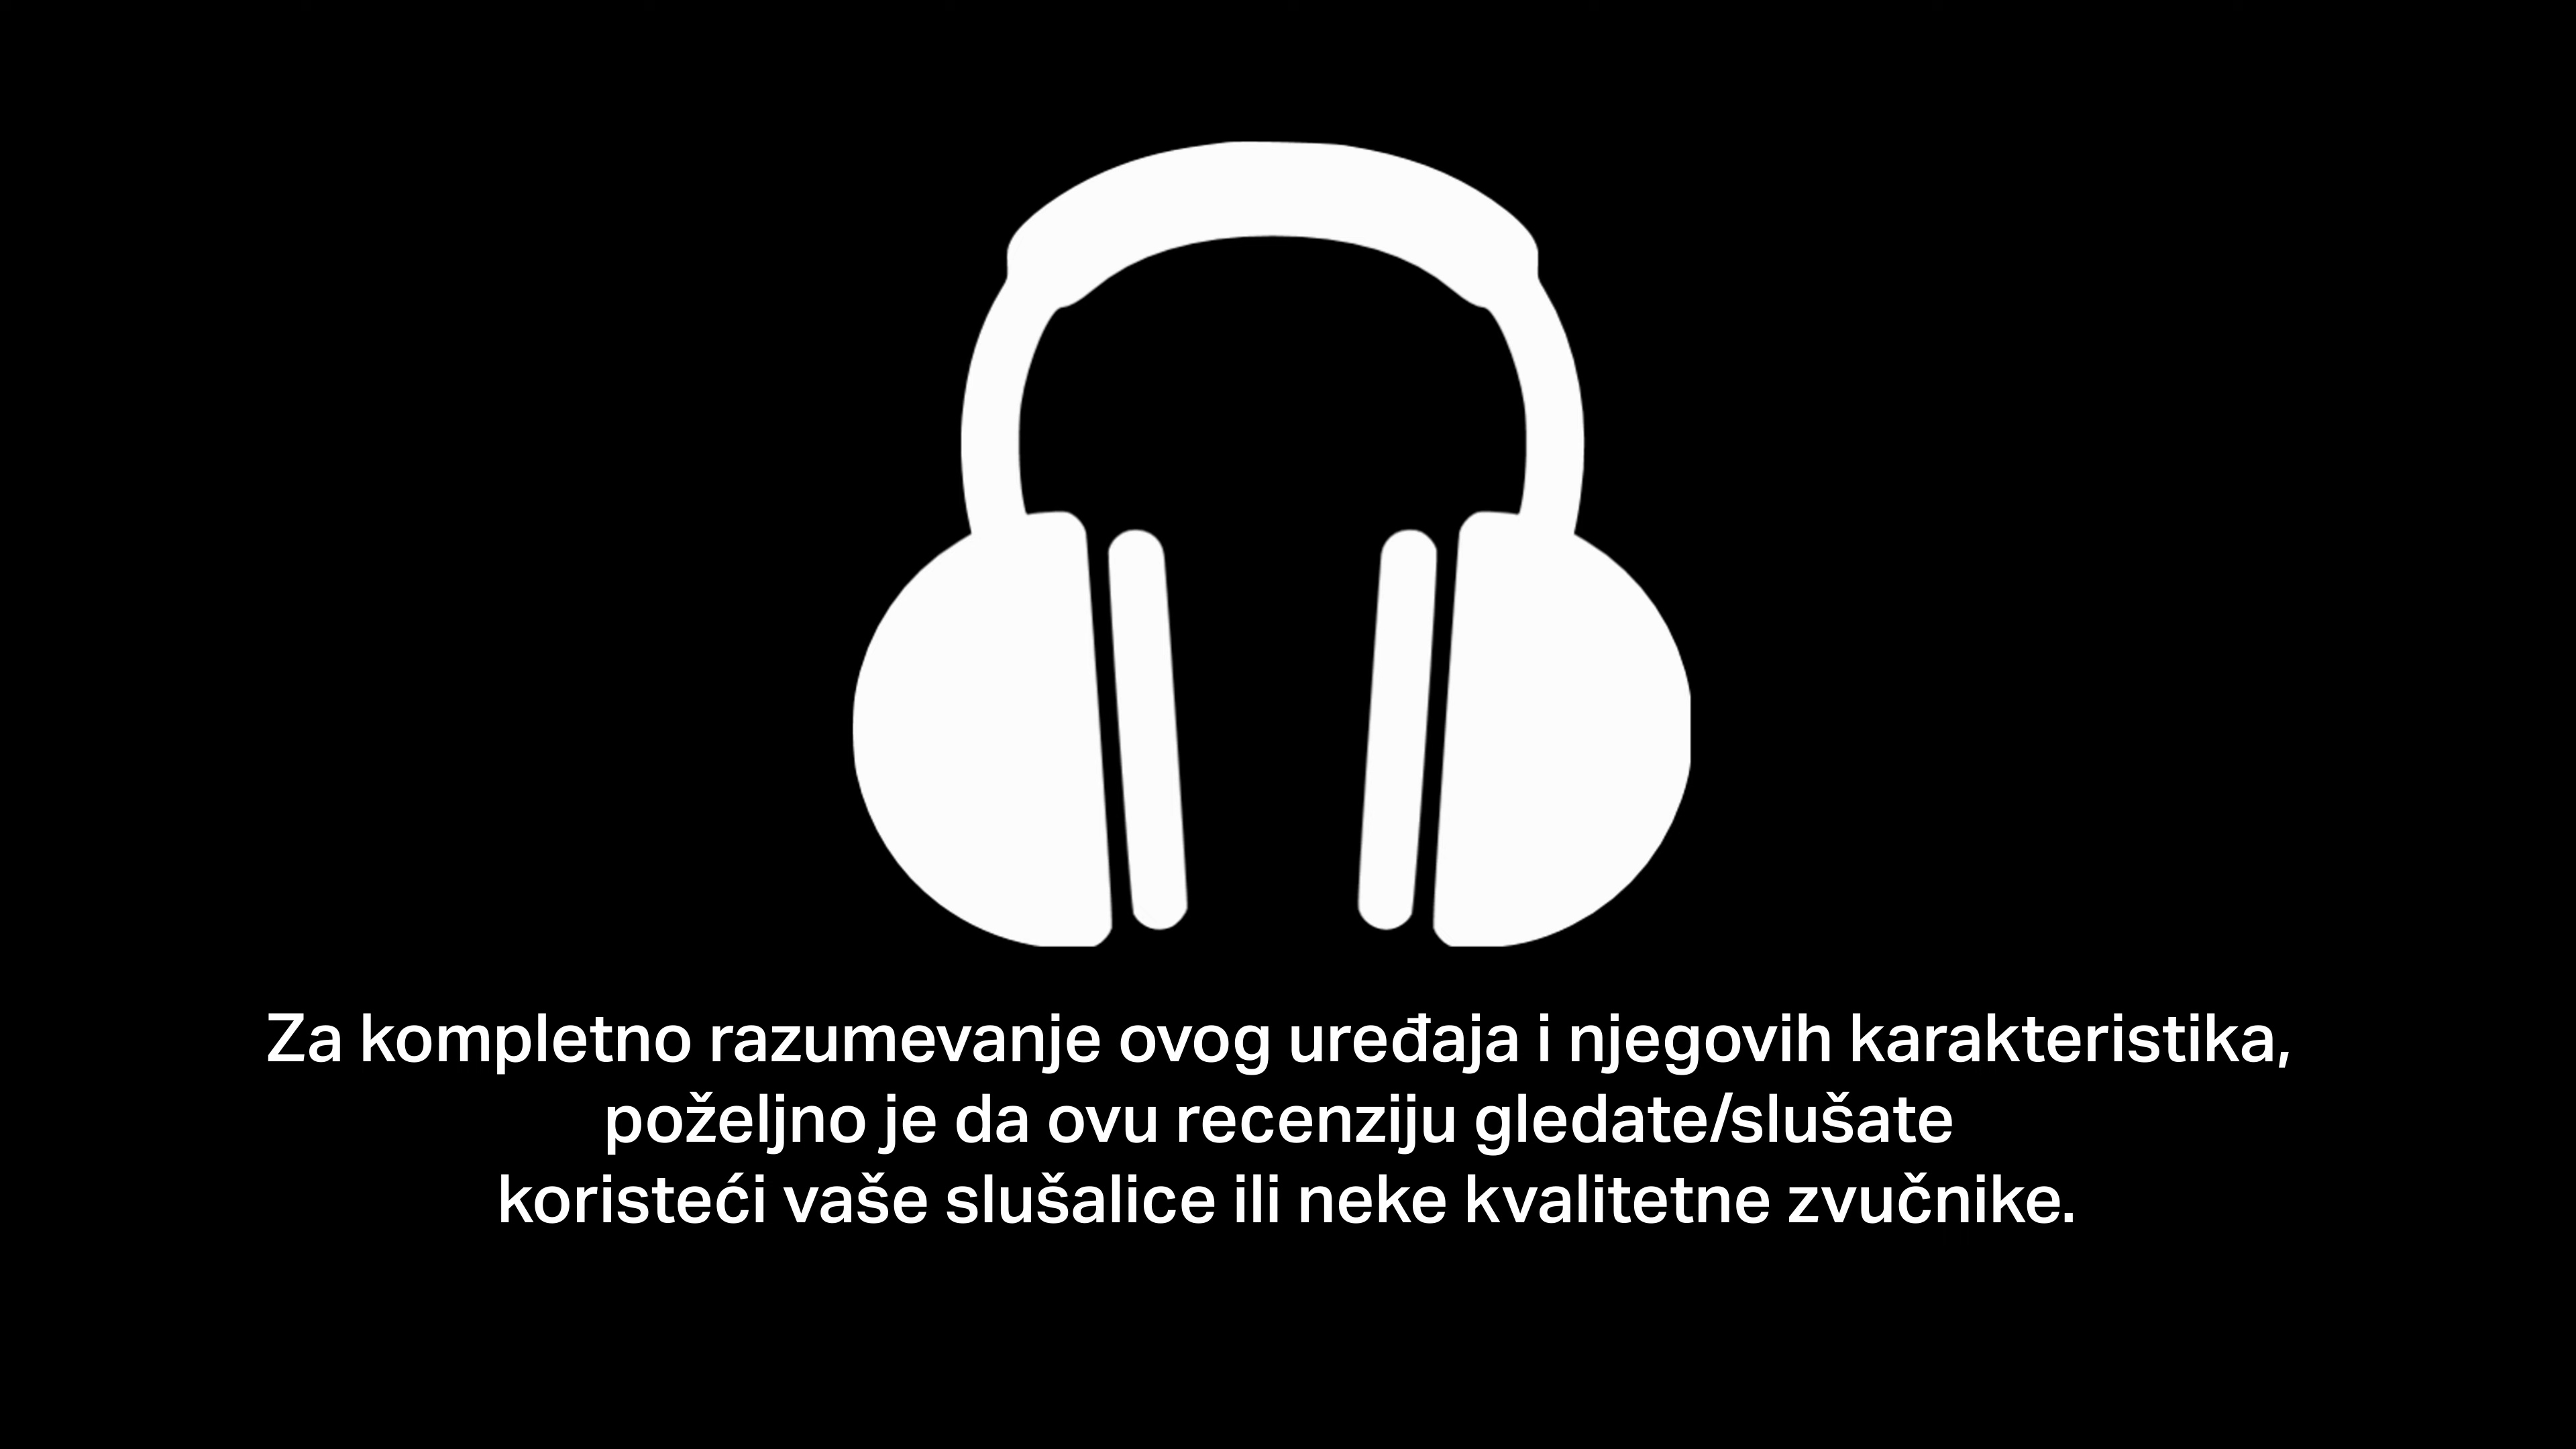 Za kompletno razumevanje ovog uređaja i njegovih karakteristika,
poželjno je da ovu recenziju gledate/slušate
koristeći vaše slušalice ili neke kvalitetne zvučnike.